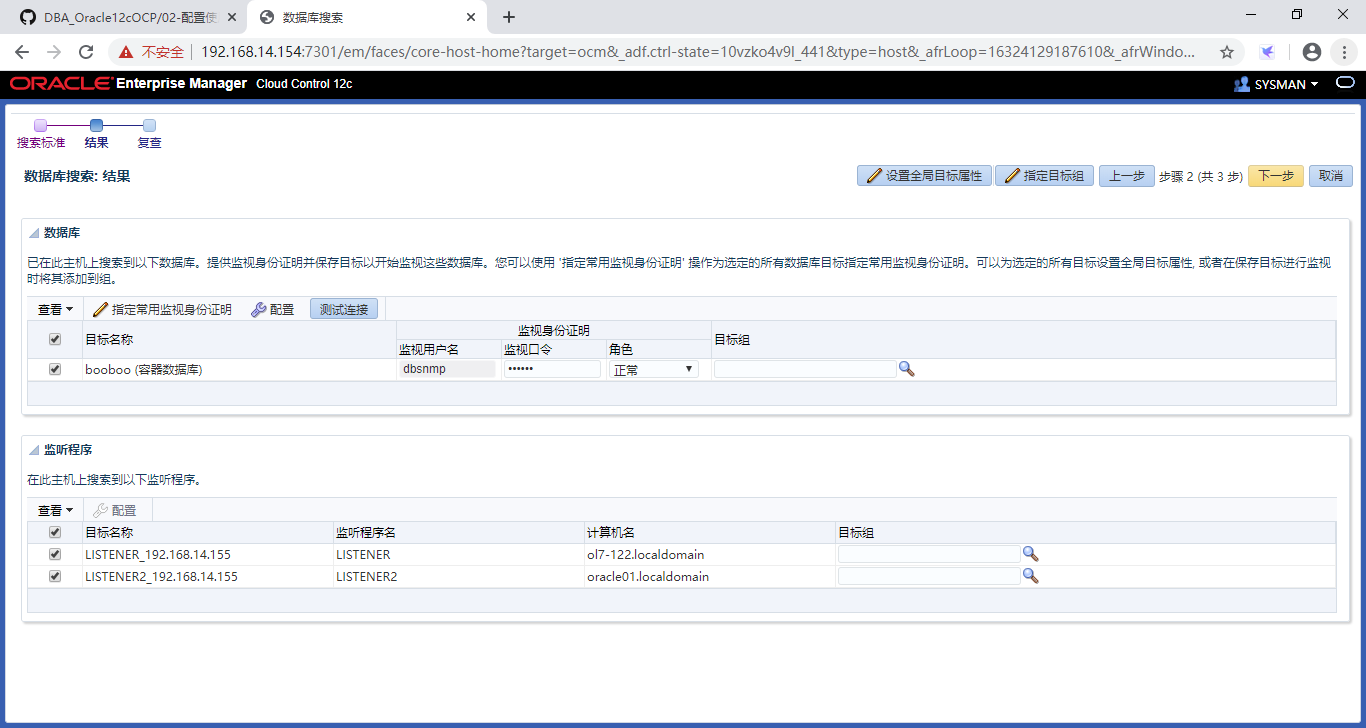 DBA_Oracle12cOCP/02-配置使
数据库搜索
不安全
192.168.14.154:7301/em/faces/core-host-home?target=ocm&_adf.ctrl-state=10vzko4v9l_441&type=host&_afrLoop=16324129187610&_afrWindo...
ORACLE Enterprise Manager Cloud Control 12c
SYSMAN
搜索标准 结果 复查
数据库搜索: 结果
设置全局目标属性 指定目标组 上一步 步骤 2 (共 3 步) 下一步 取消
数据库
已在此主机上搜索到以下数据库。提供监视身份证明并保存目标以开始监视这些数据库。您可以使用 '指定常用监视身份证明' 操作为选定的所有数据库目标指定常用监视身份证明。可以为选定的所有目标设置全局目标属性, 或者在保存目标进行监视
时将其添加到组。
查看 指定常用监视身份证明 配置 测试连接
目标名称 监视身份证明 目标组
监视用户名 监视口令 角色
booboo (容器数据库) dbsnmp •••••• 正常
监听程序
在此主机上搜索到以下监听程序。
查看 配置
目标名称 监听程序名 计算机名 目标组
LISTENER_192.168.14.155 LISTENER ol7-122.localdomain
LISTENER2_192.168.14.155 LISTENER2 oracle01.localdomain